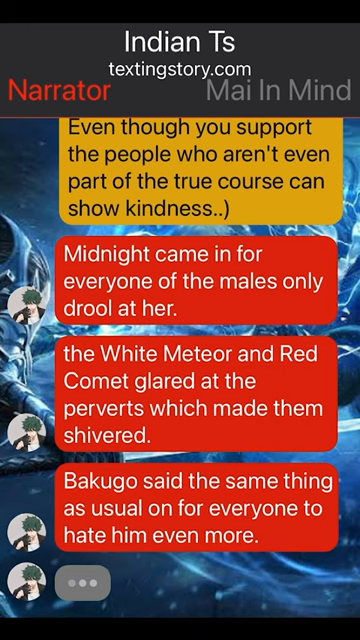 Indian Ts
textingstory.com
Narrator
Mai In Mind
Even though you support
the people who aren't even
part of the true course can
show kindness..)
Midnight came in for
everyone of the males only
drool at her.
the White Meteor and Red
Comet glared at the
perverts which made them
shivered.
Bakugo said the same thing
as usual on for everyone to
hate him even more.